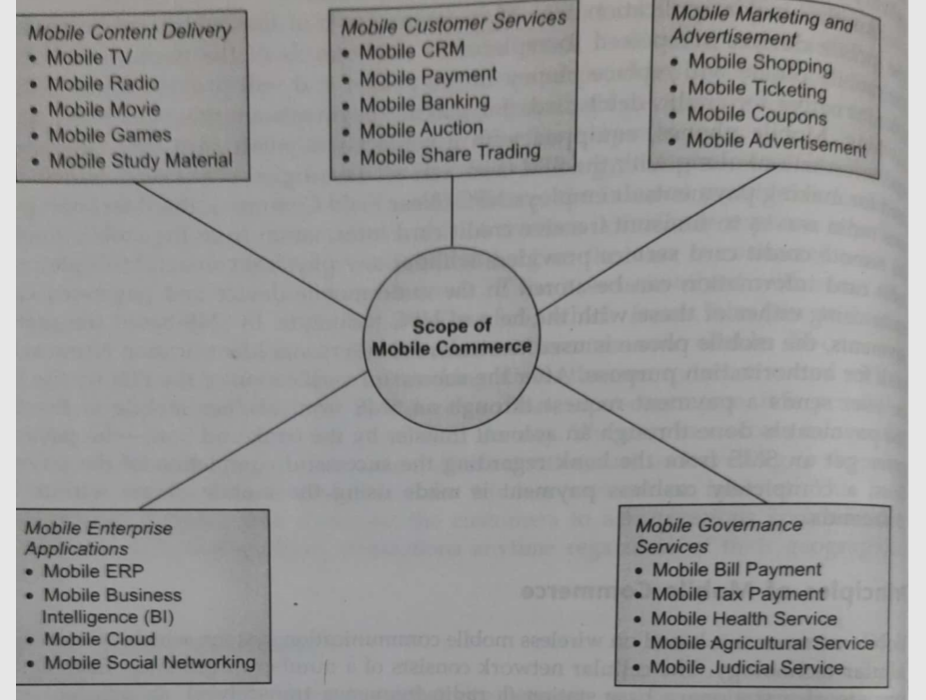 Mobile Content Delivery
• Mobile TV
• Mobile Radio
• Mobile Movie
• Mobile Games
• Mobile Study Material
Mobile Customer Services
• Mobile CRM
• Mobile Payment
• Mobile Banking
• Mobile Auction
• Mobile Share Trading
Mobile Marketing and
Advertisement
• Mobile Shopping
• Mobile Ticketing
• Mobile Coupons
• Mobile Advertisement
Scope of
Mobile Commerce
Mobile Enterprise
Applications
• Mobile ERP
• Mobile Business
Intelligence (BI)
• Mobile Cloud
• Mobile Social Networking
Mobile Governance
Services
• Mobile Bill Payment
• Mobile Tax Payment
• Mobile Health Service
• Mobile Agricultural Service
• Mobile Judicial Service